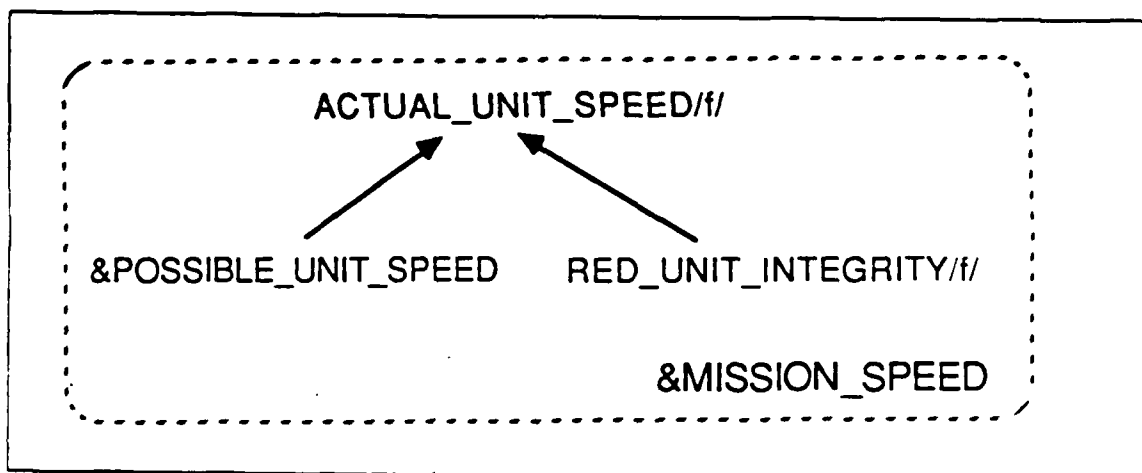 ACTUAL_UNIT_SPEED/f/
&POSSIBLE_UNIT_SPEED RED_UNIT_INTEGRITY/f/
&MISSION_SPEED